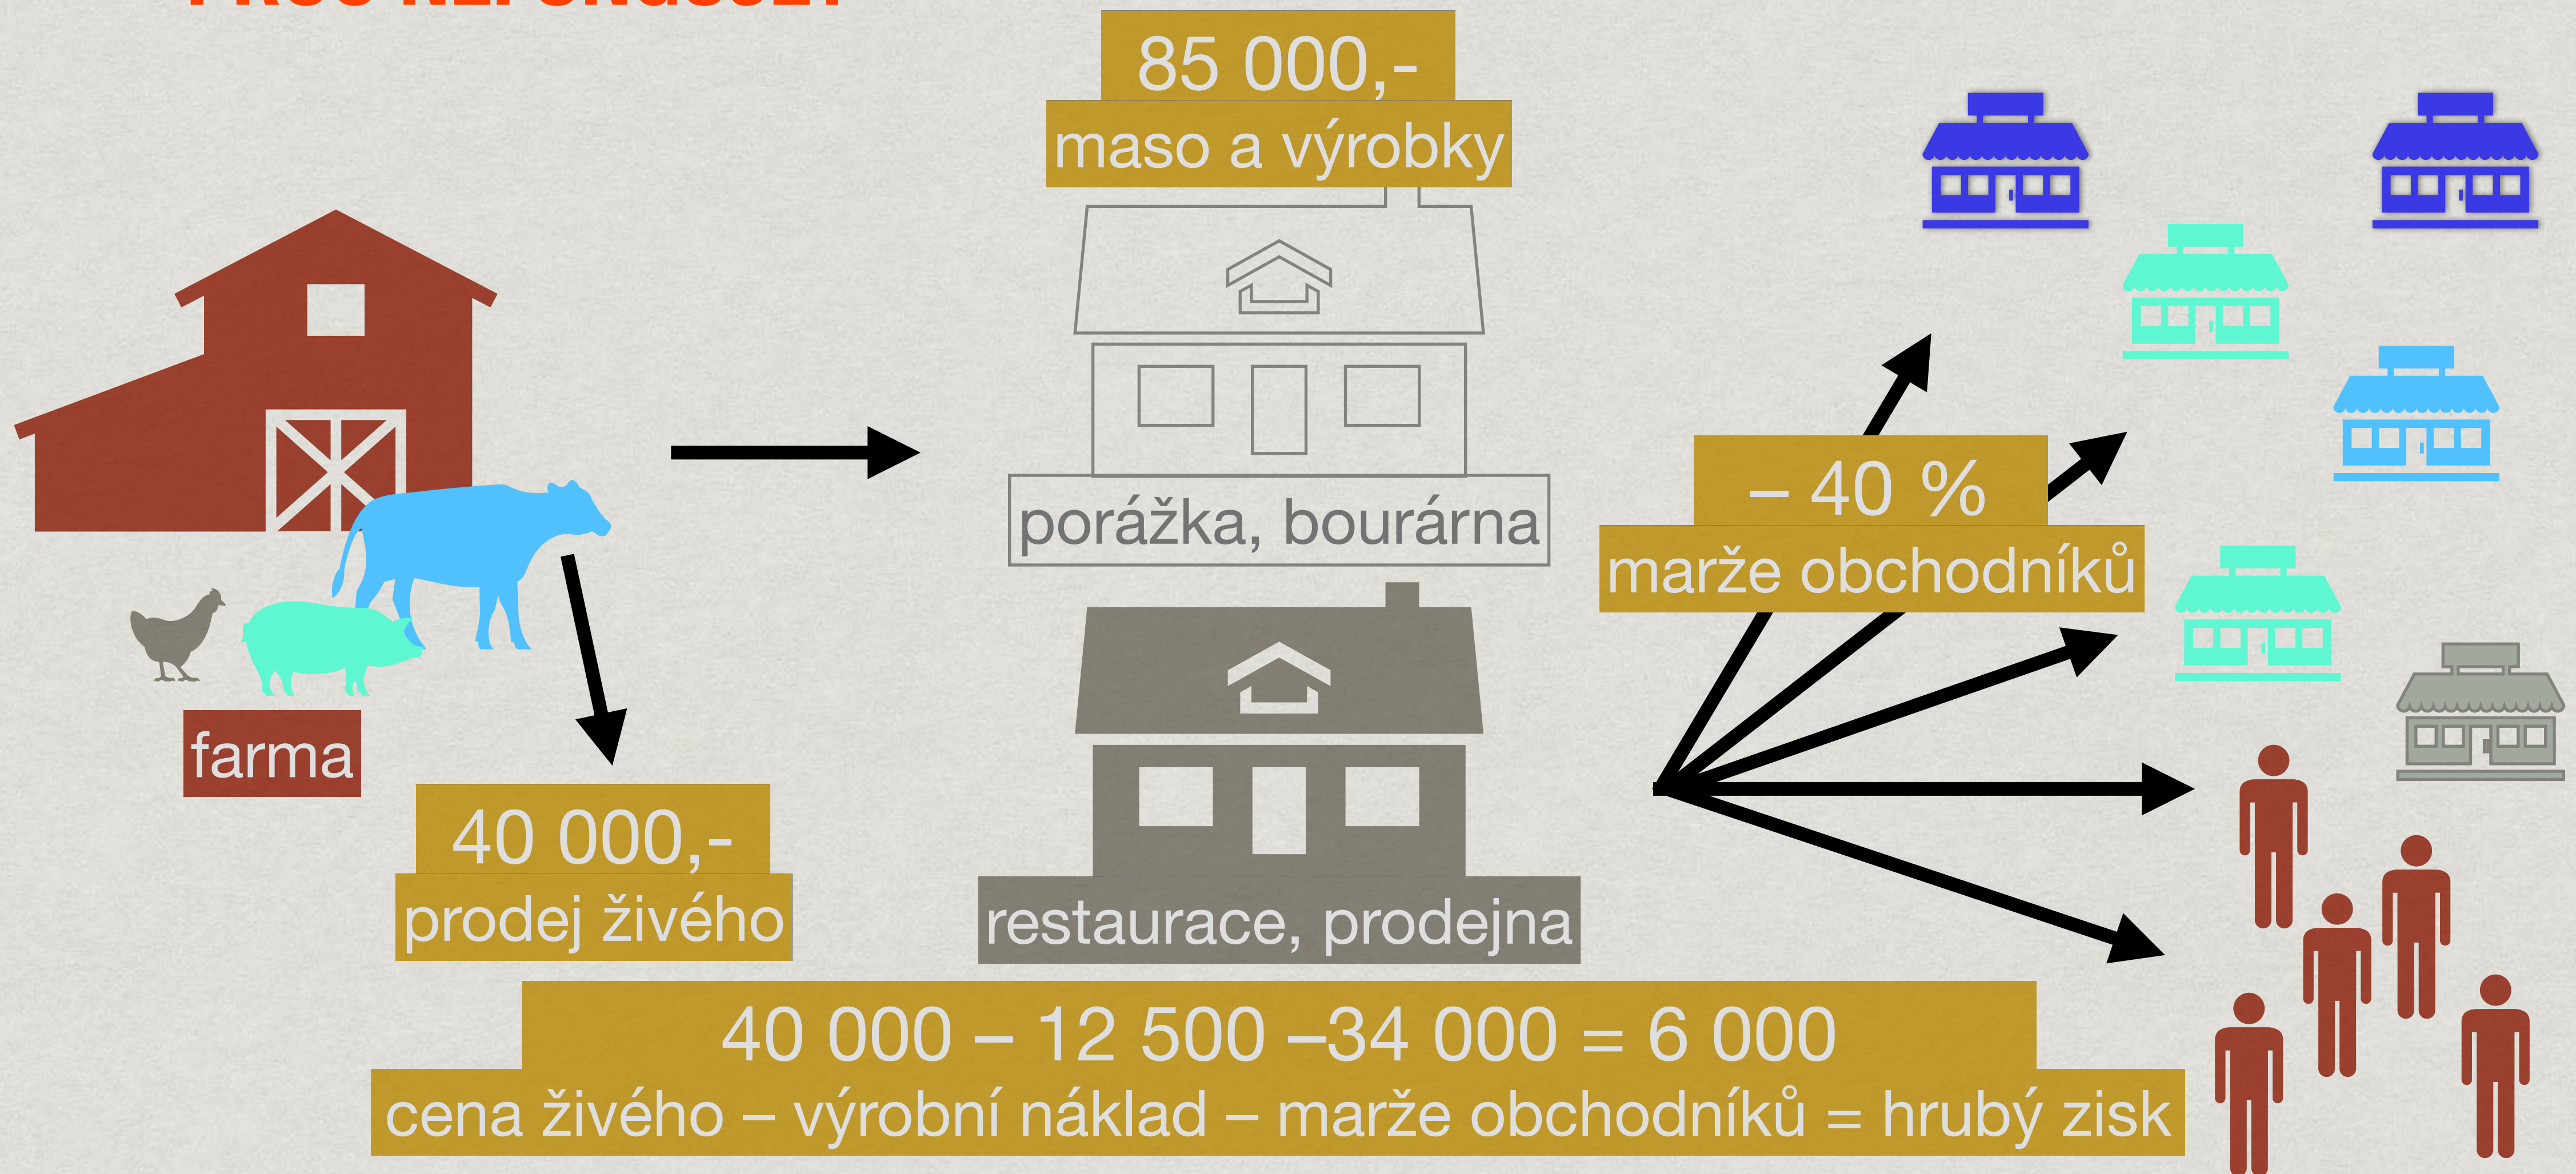 85 000,-
maso a výrobky
– 40 %
marže obchodníků
porážka, bourárna
farma
40 000,-
prodej živého
restaurace, prodejna
40 000 – 12 500 –34 000 = 6 000
cena živého – výrobní náklad – marže obchodníků = hrubý zisk